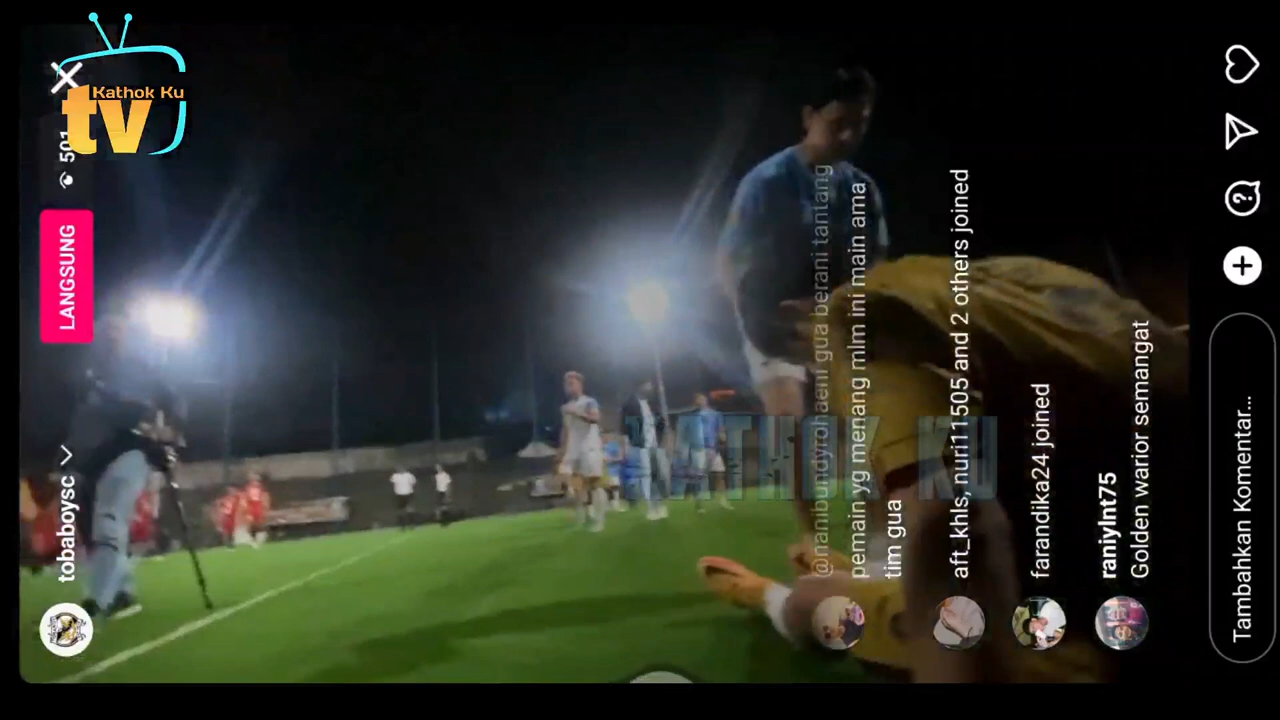 Kathok Ku
tv
501
LANGSUNG
tobaboysc
@nanibundyrohaeni gua berani tantang
pemain yg menang mlm ini main ama
tim gua
aft_khls, nuri11505 and 2 others joined
farandika24 joined
raniylnt75
Golden warior semangat
Tambahkan Komentar...
KATHOK KU